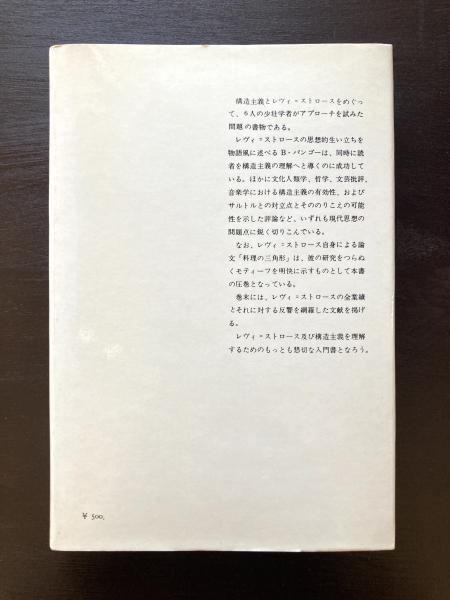 構造主義とレヴィ=ストロースをめぐっ
て、6人の少壮学者がアプローチを試みた
問題の書物である。
レヴィ=ストロースの思想的生い立ちを
物語風に述べる B・パンゴーは、同時に読
者を構造主義の理解へと導くのに成功して
いる。ほかに文化人類学、哲学、文芸批評、
音楽学における構造主義の有効性、および
サルトルとの対立点とそののりこえの可能
性を示した評論など、いずれも現代思想の
問題点に鋭く切りこんでいる。
なお、レヴィ=ストロース自身による論
文「料理の三角形」は、彼の研究をつらぬ
くモティーフを明快に示すものとして本書
の圧巻となっている。
巻末には、レヴィ=ストロースの全業績
とそれに対する反響を網羅した文献を掲げ
る。
レヴィ=ストロース及び構造主義を理解
するためのもっとも懇切な入門書となろう。
¥ 500.